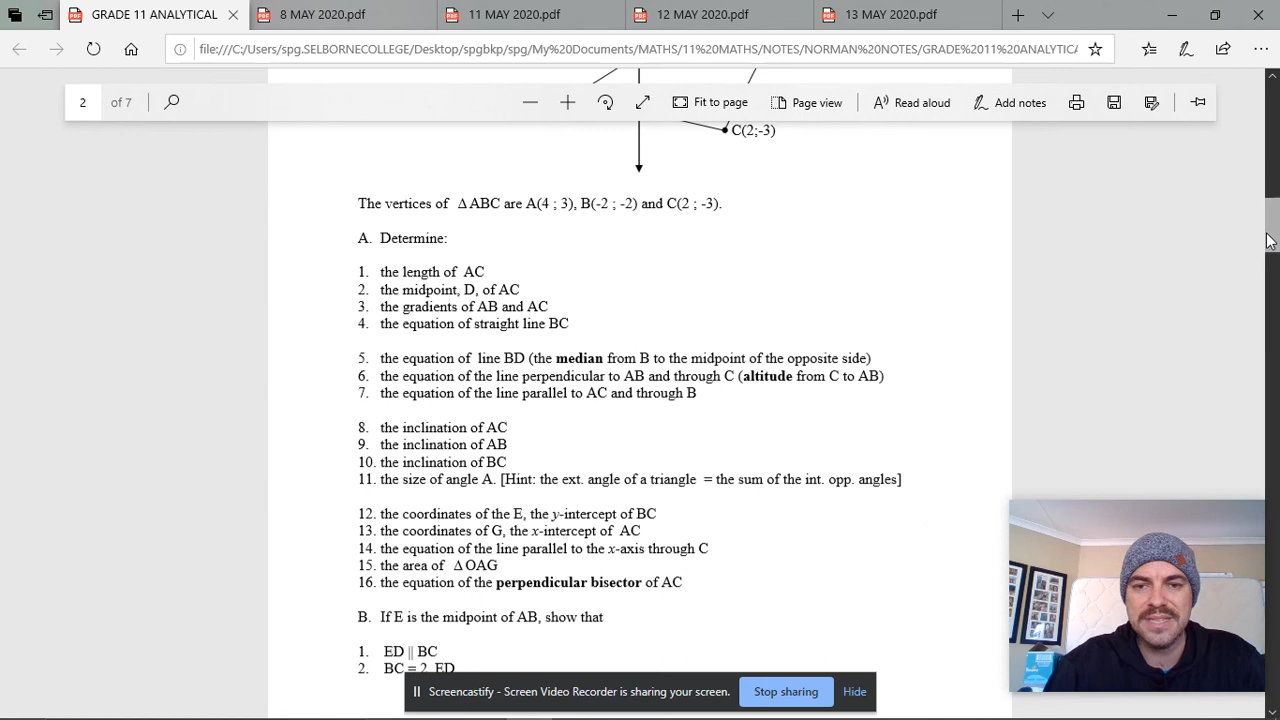 GRADE 11 ANALYTICAL
8 MAY 2020.pdf
11 MAY 2020.pdf
12 MAY 2020.pdf
13 MAY 2020.pdf
file:///C:/Users/spg.SELBORNECOLLEGE/Desktop/spgbkp/spg/My%20Documents/MATHS/11%20MATHS/NOTES/NORMAN%20NOTES/GRADE%2011%20ANALYTICA
2 of 7
Fit to page
Page view
Read aloud
Add notes
C(2;-3)
The vertices of Δ ABC are A(4 ; 3), B(-2 ; -2) and C(2 ; -3).
A. Determine:
1. the length of AC
2. the midpoint, D, of AC
3. the gradients of AB and AC
4. the equation of straight line BC
5. the equation of line BD (the median from B to the midpoint of the opposite side)
6. the equation of the line perpendicular to AB and through C (altitude from C to AB)
7. the equation of the line parallel to AC and through B
8. the inclination of AC
9. the inclination of AB
10. the inclination of BC
11. the size of angle A. [Hint: the ext. angle of a triangle = the sum of the int. opp. angles]
12. the coordinates of the E, the y-intercept of BC
13. the coordinates of G, the x-intercept of AC
14. the equation of the line parallel to the x-axis through C
15. the area of Δ OAG
16. the equation of the perpendicular bisector of AC
B. If E is the midpoint of AB, show that
1. ED || BC
2. BC = 2. ED
Screencastify - Screen Video Recorder is sharing your screen.
Stop sharing
Hide